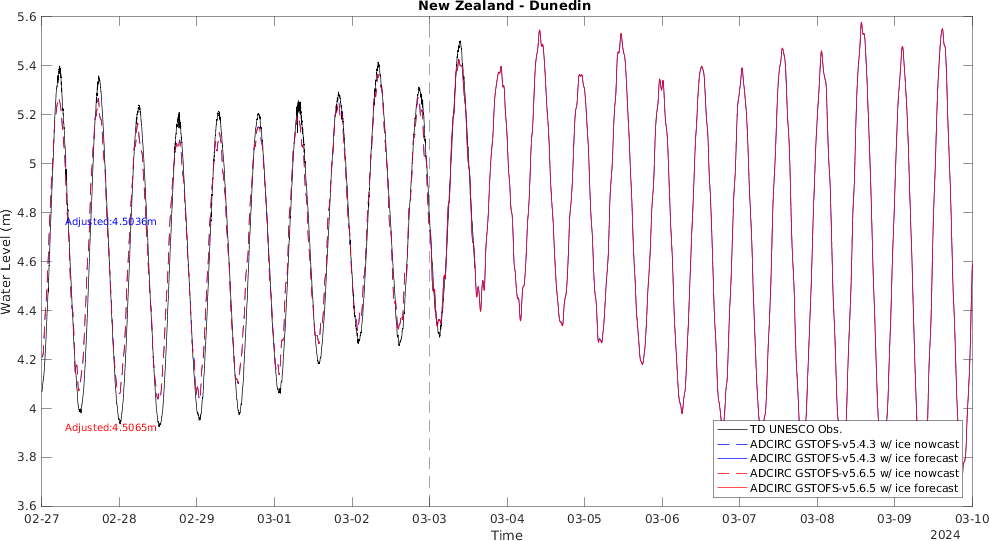 New Zealand - Dunedin
5.6
5.4
5.2
5
4.8
4.6
4.4
4.2
4
3.8
3.6
Water Level (m)
Adjusted:4.5036m
Adjusted:4.5065m
TD UNESCO Obs.
ADCIRC GSTOFS-v5.4.3 w/ ice nowcast
ADCIRC GSTOFS-v5.4.3 w/ ice forecast
ADCIRC GSTOFS-v5.6.5 w/ ice nowcast
ADCIRC GSTOFS-v5.6.5 w/ ice forecast
02-27 02-28 02-29 03-01 03-02 03-03 03-04 03-05 03-06 03-07 03-08 03-09 03-10
Time
2024